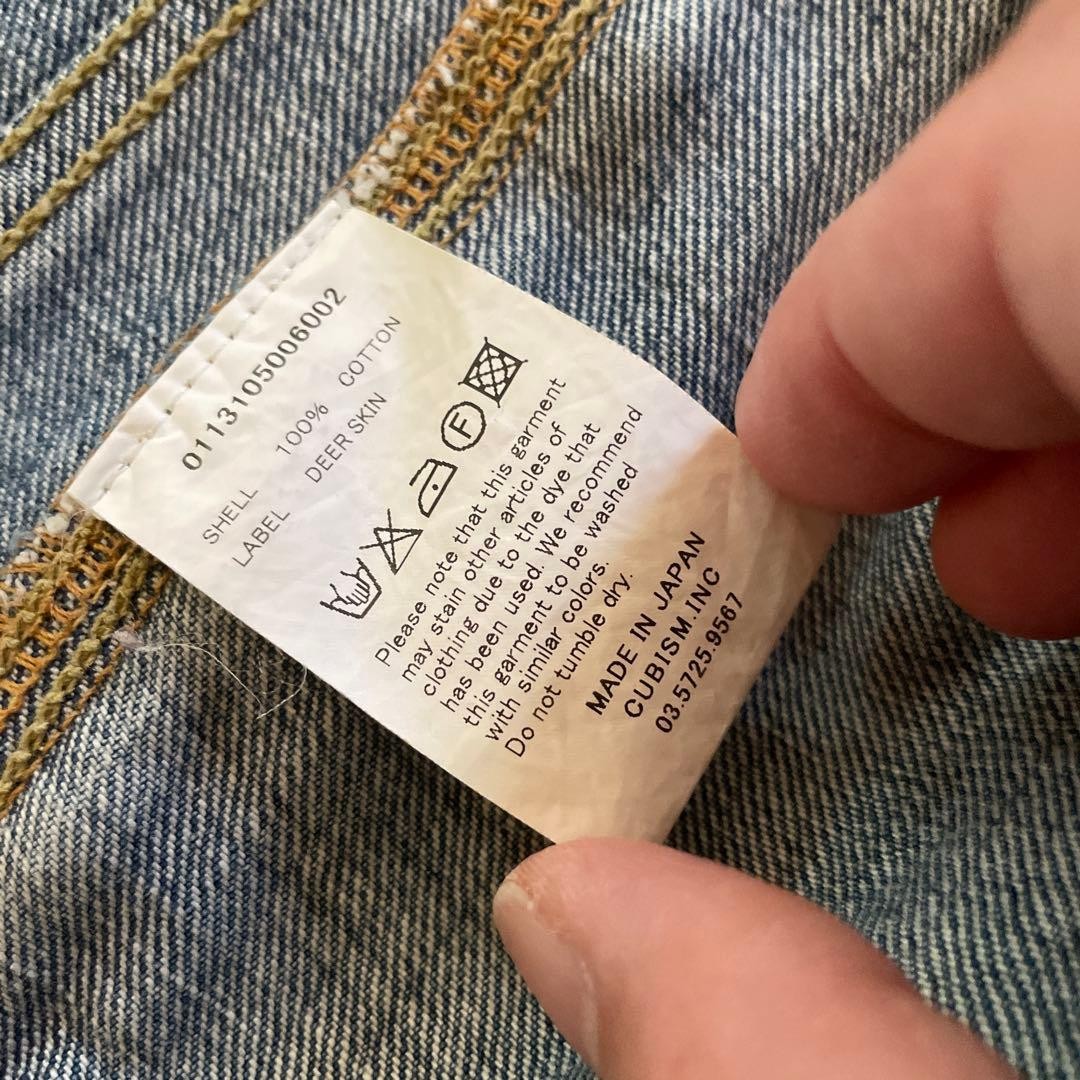 0113105006002
SHELL 100% COTTON
LABEL DEER SKIN
F
Please note that this garment
may stain other articles of
clothing due to the dye that
has been used. We recommend
this garment to be washed
with similar colors.
Do not tumble dry.
MADE IN JAPAN
CUBISM.INC
03.5725.9567